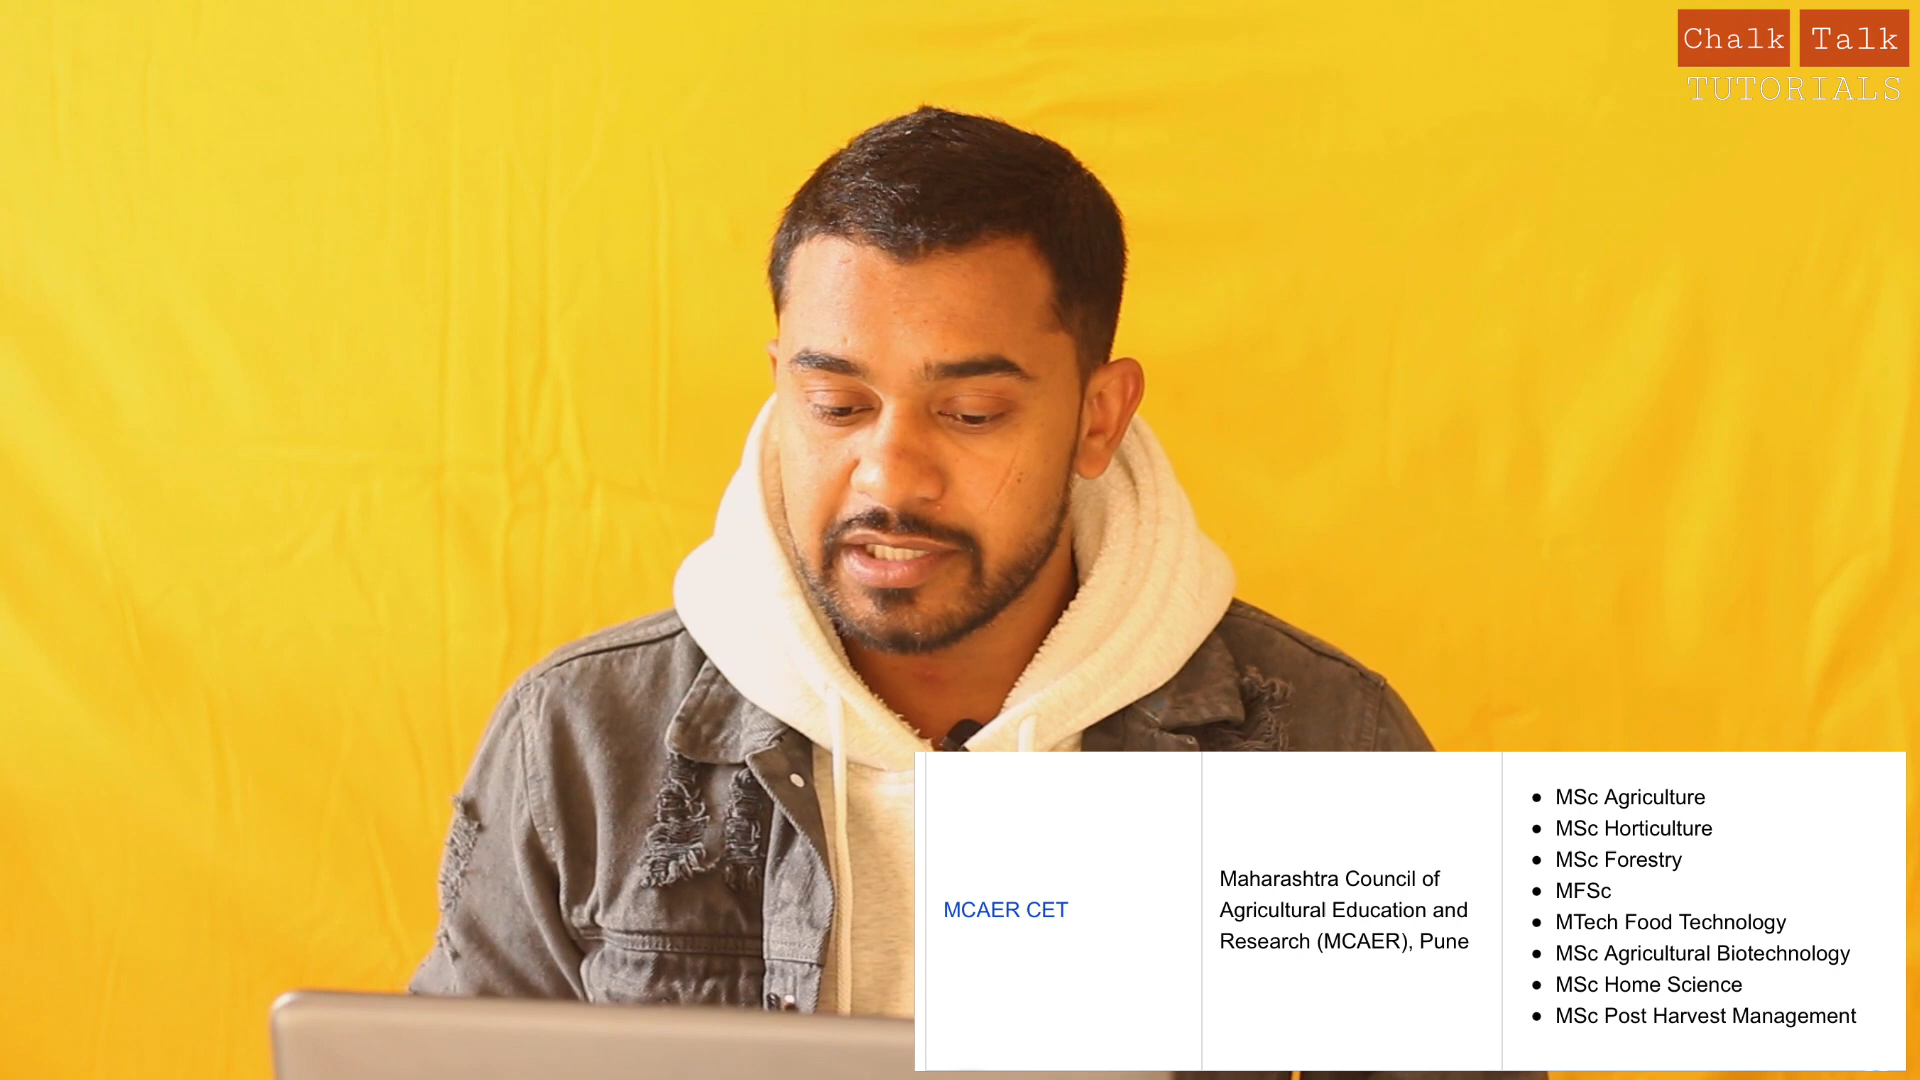 Chalk Talk
TUTORIALS
MCAER CET
Maharashtra Council of
Agricultural Education and
Research (MCAER), Pune
MSc Agriculture
MSc Horticulture
MSc Forestry
MFSc
MTech Food Technology
MSc Agricultural Biotechnology
MSc Home Science
MSc Post Harvest Management